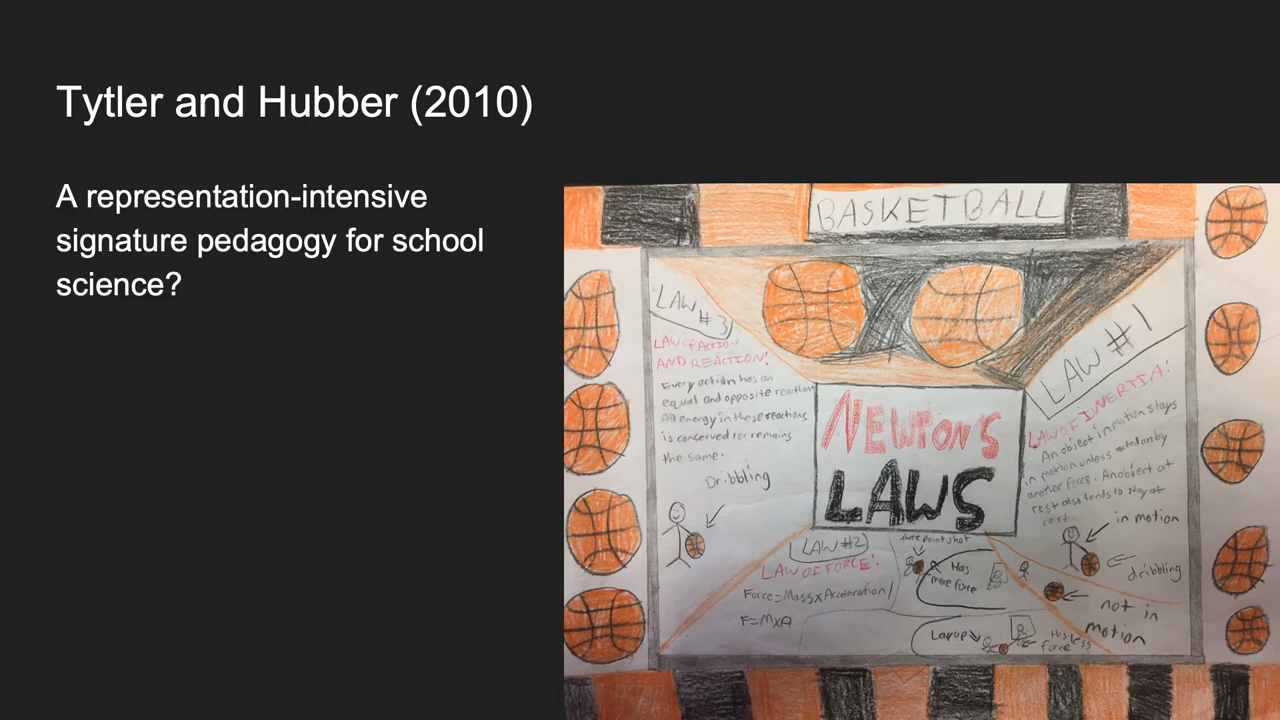 Tytler and Hubber (2010)
A representation-intensive
signature pedagogy for school
science?
BASKETBALL
LAW
#3
LAW OF ACTION
AND REACTION!
Every action has an
equal and opposite reaction
All energy in these reactions
is conserved or remains
the same.
Dribbling
NEWTON'S
LAWS
LAW #1
LAW OF INERTIA!
An object in motion stays
in motion unless acted on by
another force. An object at
rest also tends to stay at
rest
in motion
dribbling
not in
motion
LAW #2
LAW OF FORCE!
Force=MassxAcceleration
F=MxA
three point shot
Has
more force
Layup
Has less
force